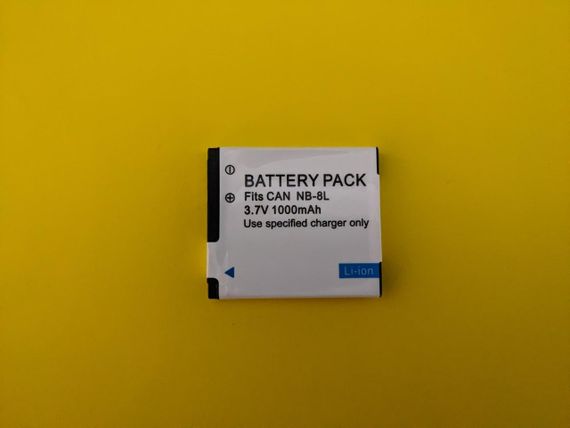 BATTERY PACK
Fits CAN NB-8L
3.7V 1000mAh
Use specified charger only
Li-ion